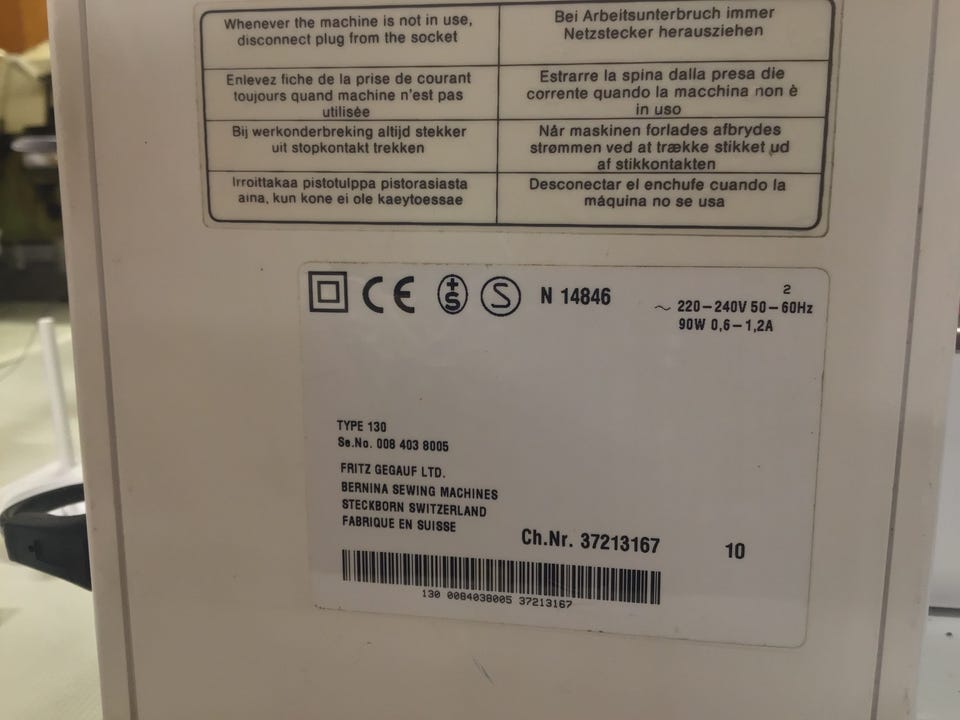 Whenever the machine is not in use,
disconnect plug from the socket
Bei Arbeitsunterbruch immer
Netzstecker herausziehen
Enlevez fiche de la prise de courant
toujours quand machine n'est pas
utilisée
Estrarre la spina dalla presa die
corrente quando la macchina non è
in uso
Bij werkonderbreking altijd stekker
uit stopkontakt trekken
Når maskinen forlades afbrydes
strømmen ved at trække stikket ud
af stikkontakten
Irroittakaa pistotulppa pistorasiasta
aina, kun kone ei ole kaeytoessae
Desconectar el enchufe cuando la
máquina no se usa
CE +S S N 14846
2
~ 220–240V 50–60Hz
90W 0,6–1,2A
TYPE 130
Se.No. 008 403 8005
FRITZ GEGAUF LTD.
BERNINA SEWING MACHINES
STECKBORN SWITZERLAND
FABRIQUE EN SUISSE
Ch.Nr. 37213167 10
130 0084038005 37213167